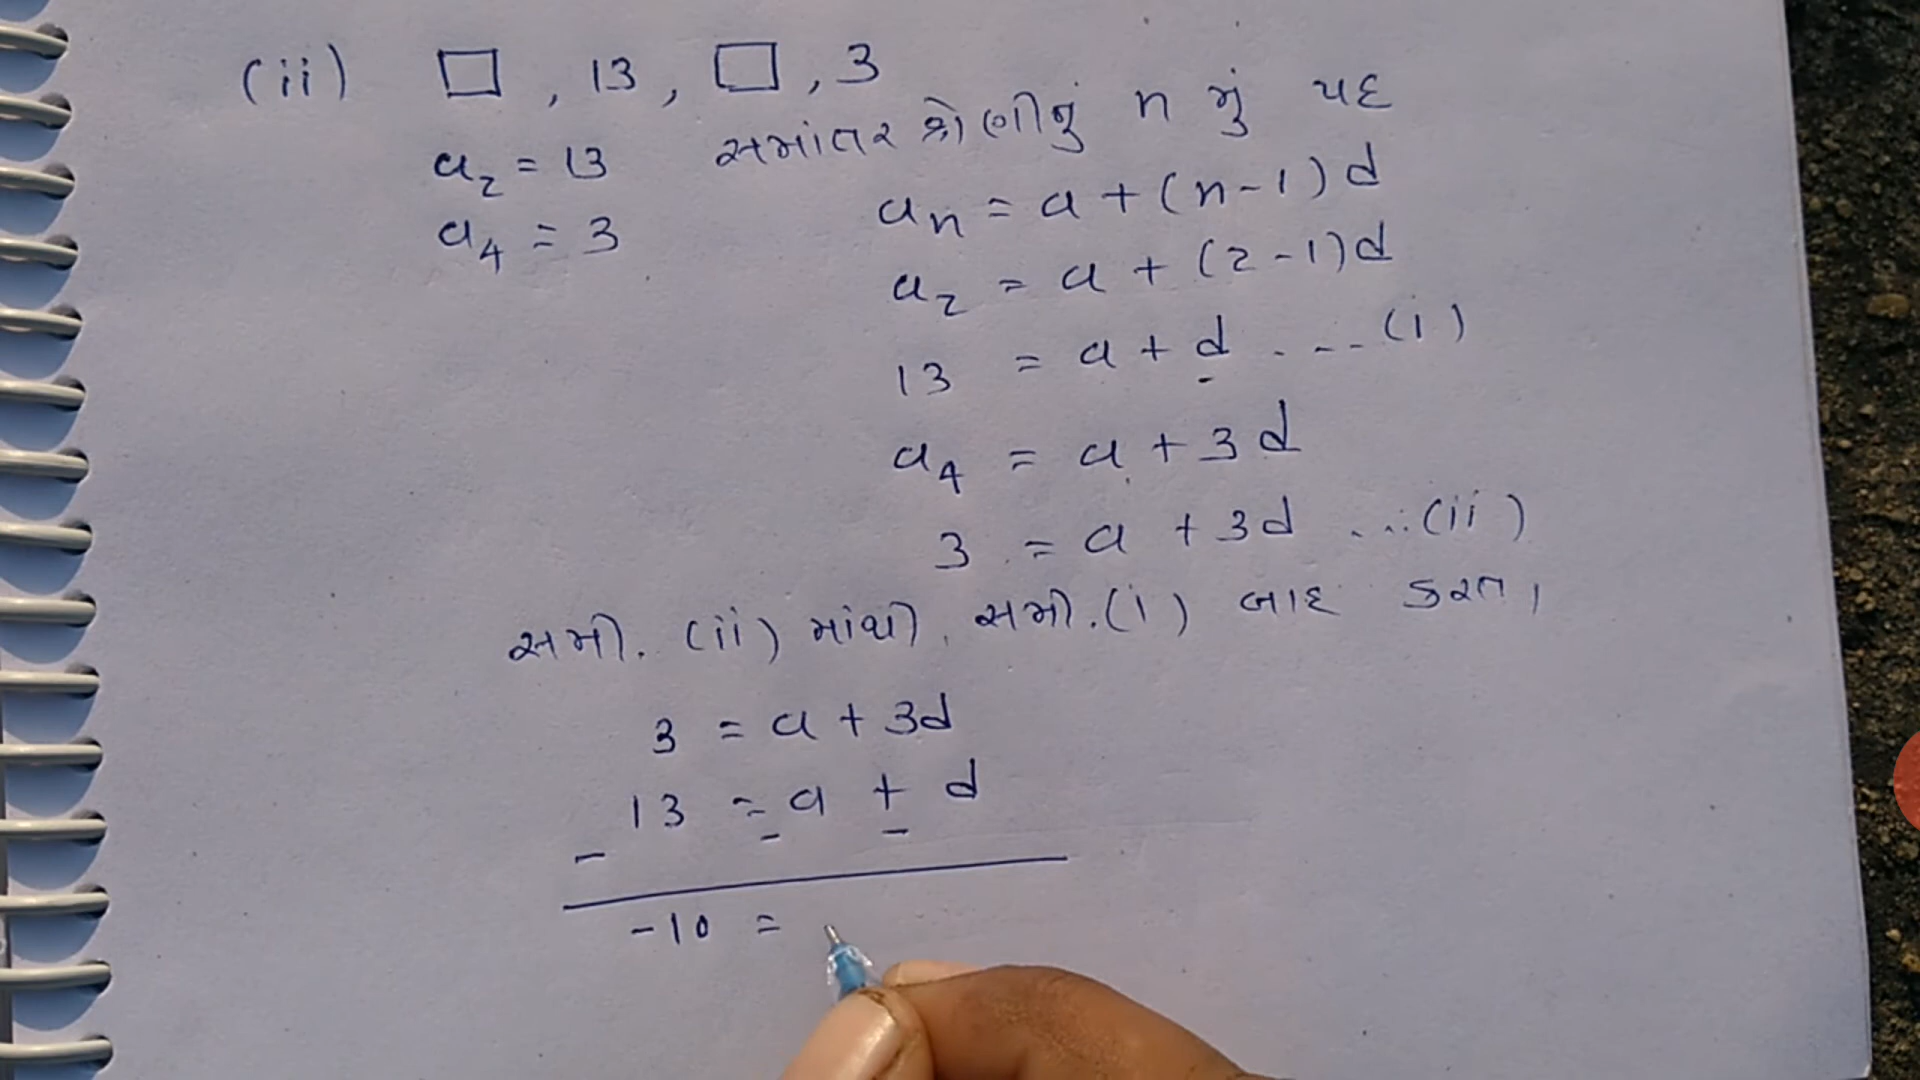 (ii) □ , 13 , □ , 3
a₂ = 13
a₄ = 3
સમાંતર શ્રેણીનું n મું પદ
aₙ = a + (n-1)d
a₂ = a + (2-1)d
13 = a + d ... (i)
a₄ = a + 3d
3 = a + 3d ...(ii)
સમી. (ii) માંથી સમી. (i) બાદ કરતા,
3 = a + 3d
13 = a + d
- - -
-10 =